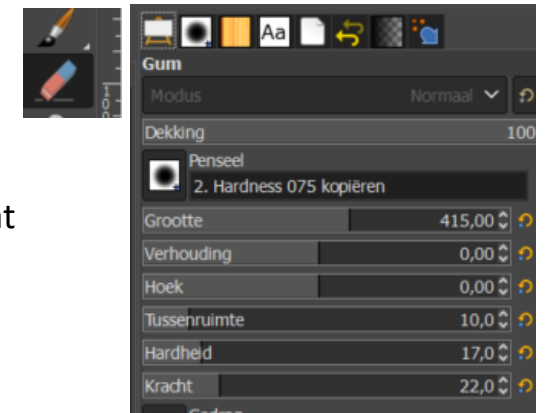 Aa
Gum
Modus Normaal
Dekking 100
Penseel
2. Hardness 075 kopiëren
Grootte 415,00
Verhouding 0,00
Hoek 0,00
Tussenruimte 10,0
Hardheid 17,0
Kracht 22,0